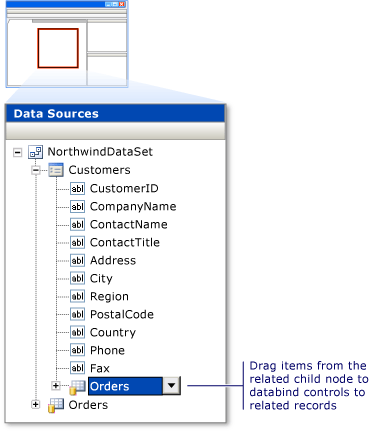 Data Sources
NorthwindDataSet
Customers
abl CustomerID
abl CompanyName
abl ContactName
abl ContactTitle
abl Address
abl City
abl Region
abl PostalCode
abl Country
abl Phone
abl Fax
Orders
Orders
Drag items from the
related child node to
databind controls to
related records